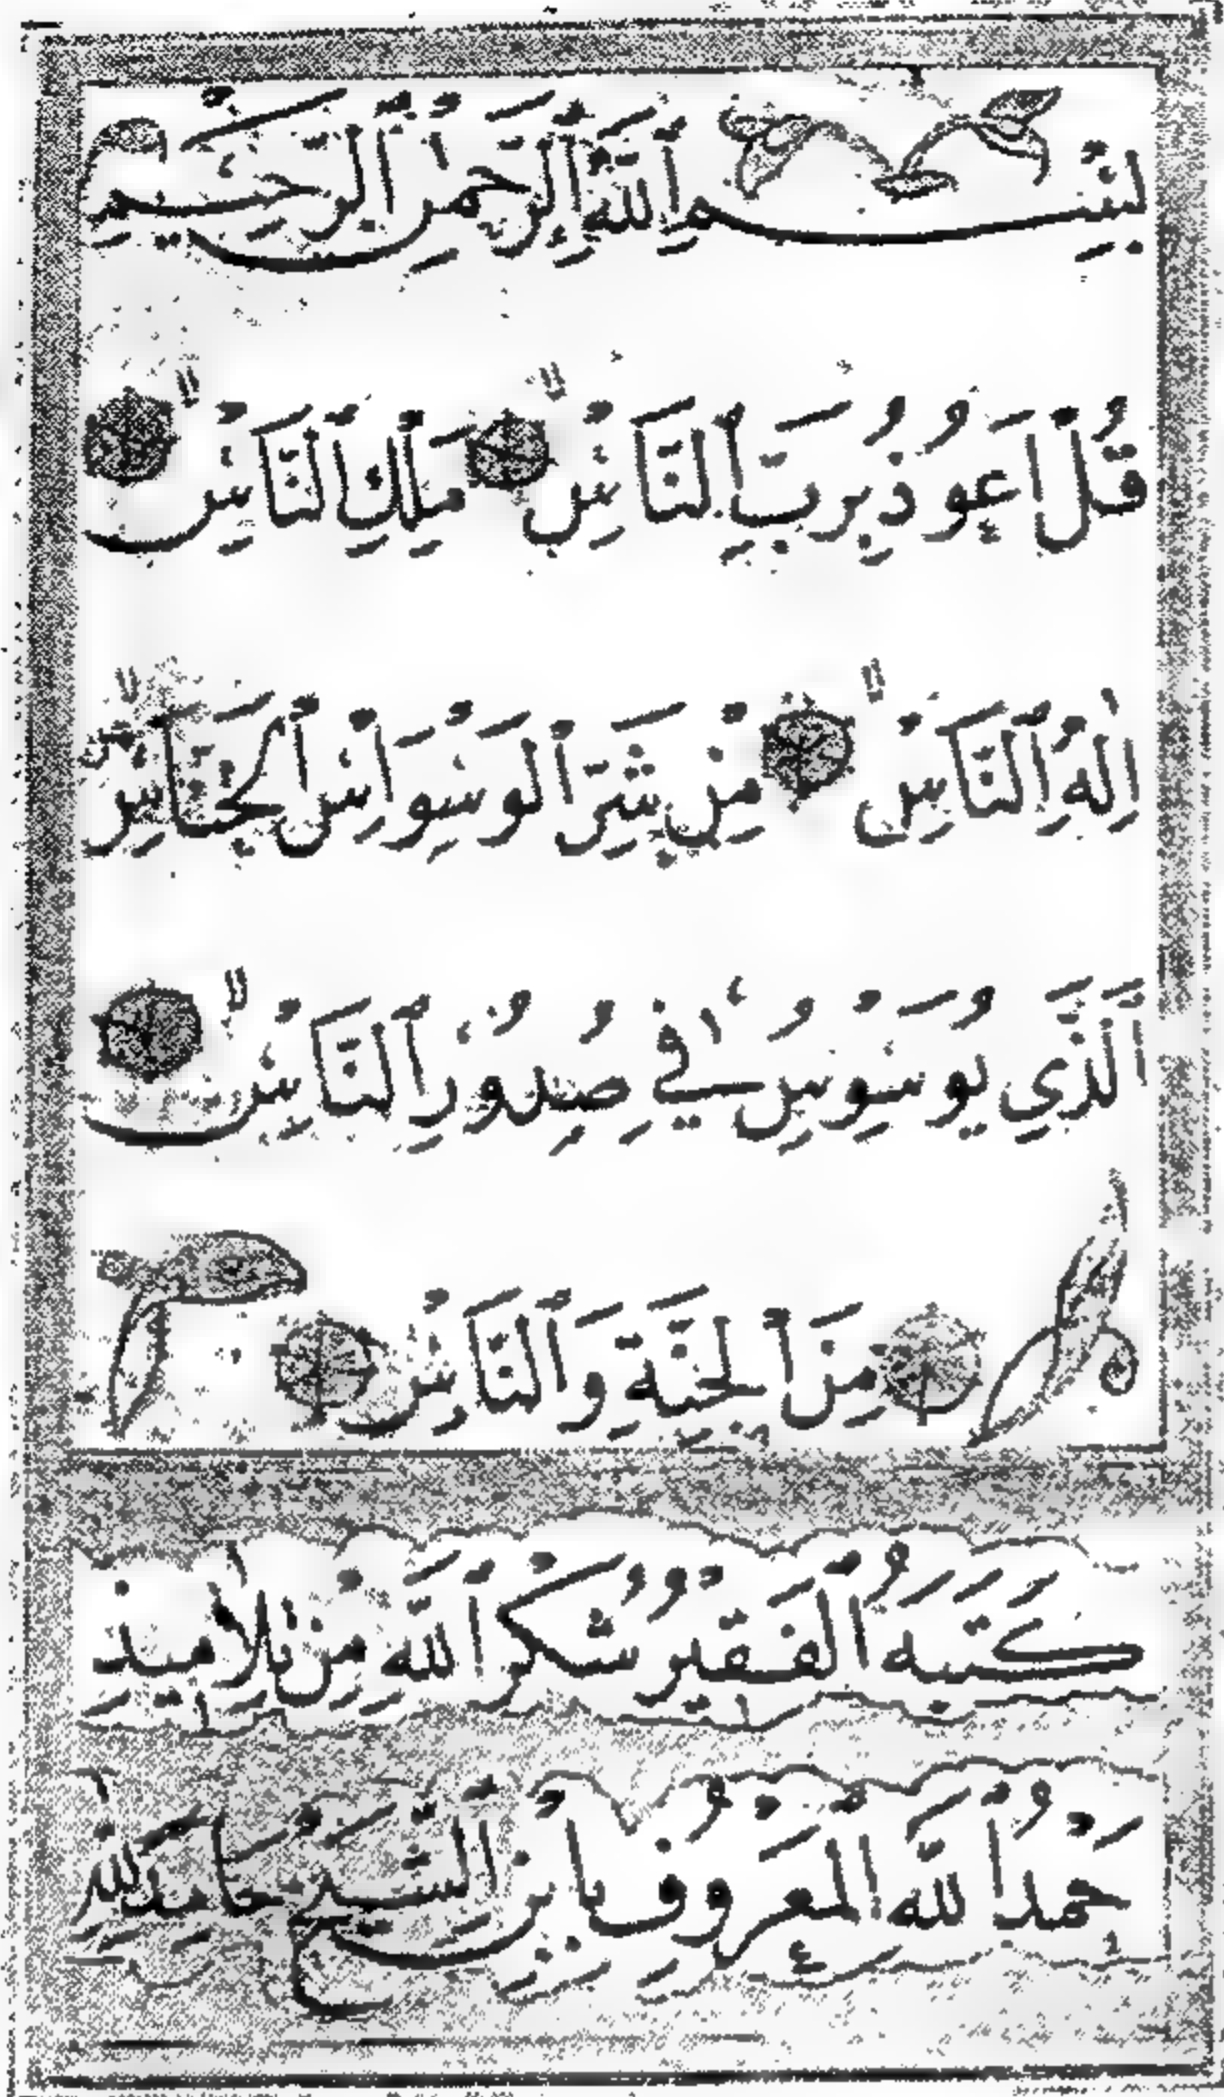 بِسْمِ ٱللَّهِ ٱلرَّحْمٰنِ ٱلرَّحِيمِ
قُلْ أَعُوذُ بِرَبِّ ٱلنَّاسِ مَلِكِ ٱلنَّاسِ
إِلٰهِ ٱلنَّاسِ مِنْ شَرِّ ٱلْوَسْوَاسِ ٱلْخَنَّاسِ
ٱلَّذِي يُوَسْوِسُ فِي صُدُورِ ٱلنَّاسِ
مِنَ ٱلْجِنَّةِ وَٱلنَّاسِ
كَتَبَهُ ٱلْفَقِيرُ شُكْرُ ٱللَّهِ مِنْ تَلَامِيذِ
حَمْدُ ٱللَّهِ ٱلْمَعْرُوفِ بِٱبْنِ ٱلشَّيْخِ حَامِدًا لِلَّهِ